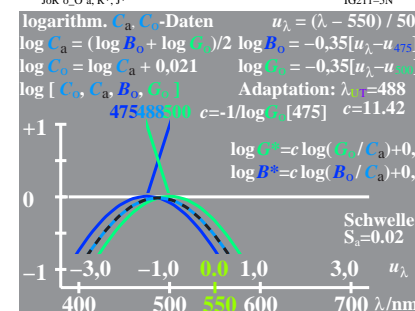 logarithm. Ca, Co-Daten uλ = (λ – 550) / 50
log Ca = (log Bo + log Go)/2 log Bo = –0,35[uλ–u475
log Co = log Ca + 0,021 log Go = –0,35[uλ–u500
log [ Co, Ca, Bo, Go ] Adaptation: λUT=488
475 488 500 c=-1/logGo[475] c=11.42
+1
log G*=c log(Go/Ca)+0,
log B*=c log(Bo/Ca)+0,
0
Schwelle
Sa=0.02
–1 –3,0 –1,0 0.0 1,0 3,0 uλ
400 500 550 600 700 λ/nm